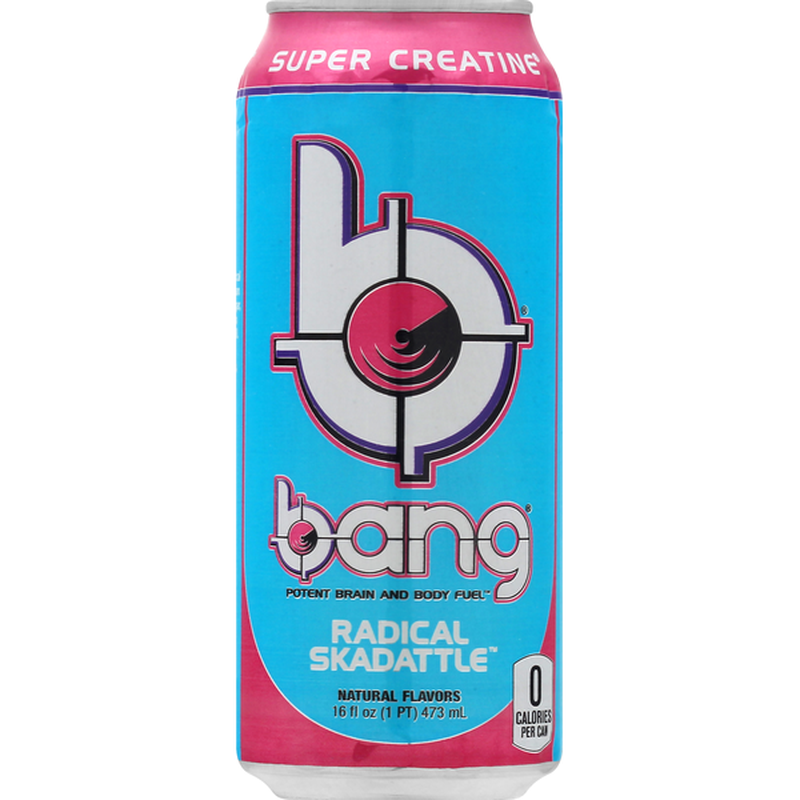 SUPER CREATINE®
b®
bang®
POTENT BRAIN AND BODY FUEL™
RADICAL
SKADATTLE™
NATURAL FLAVORS
16 fl oz (1 PT) 473 mL
0
CALORIES
PER CAN